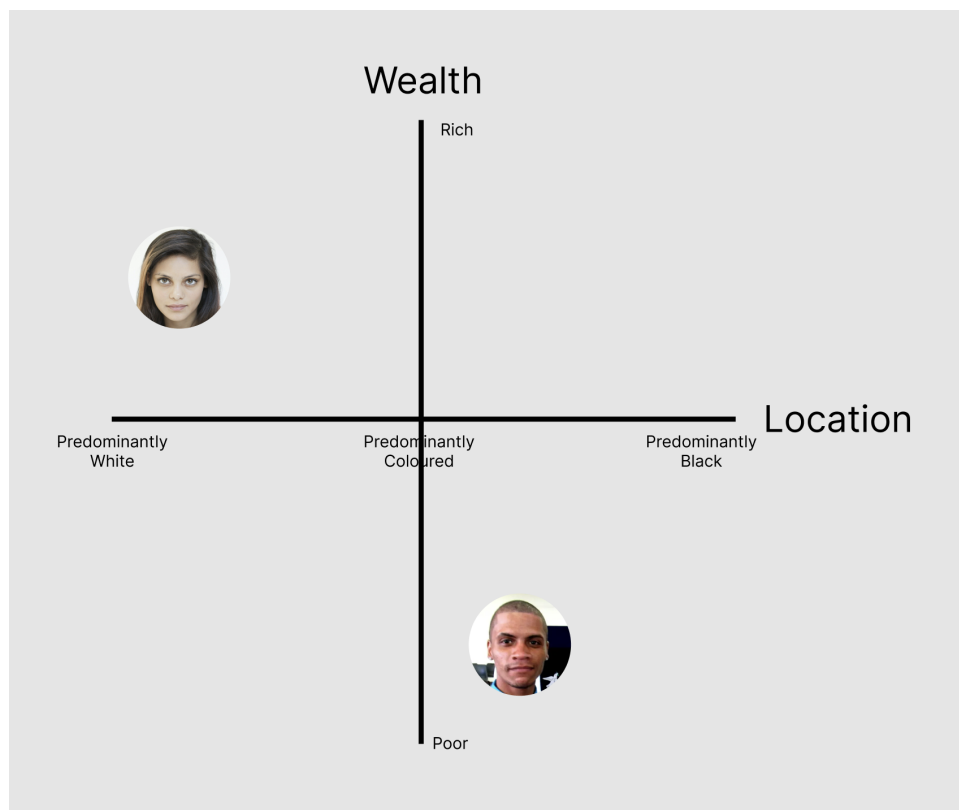 Wealth
Rich
Location
Predominantly
White
Predominantly
Coloured
Predominantly
Black
Poor